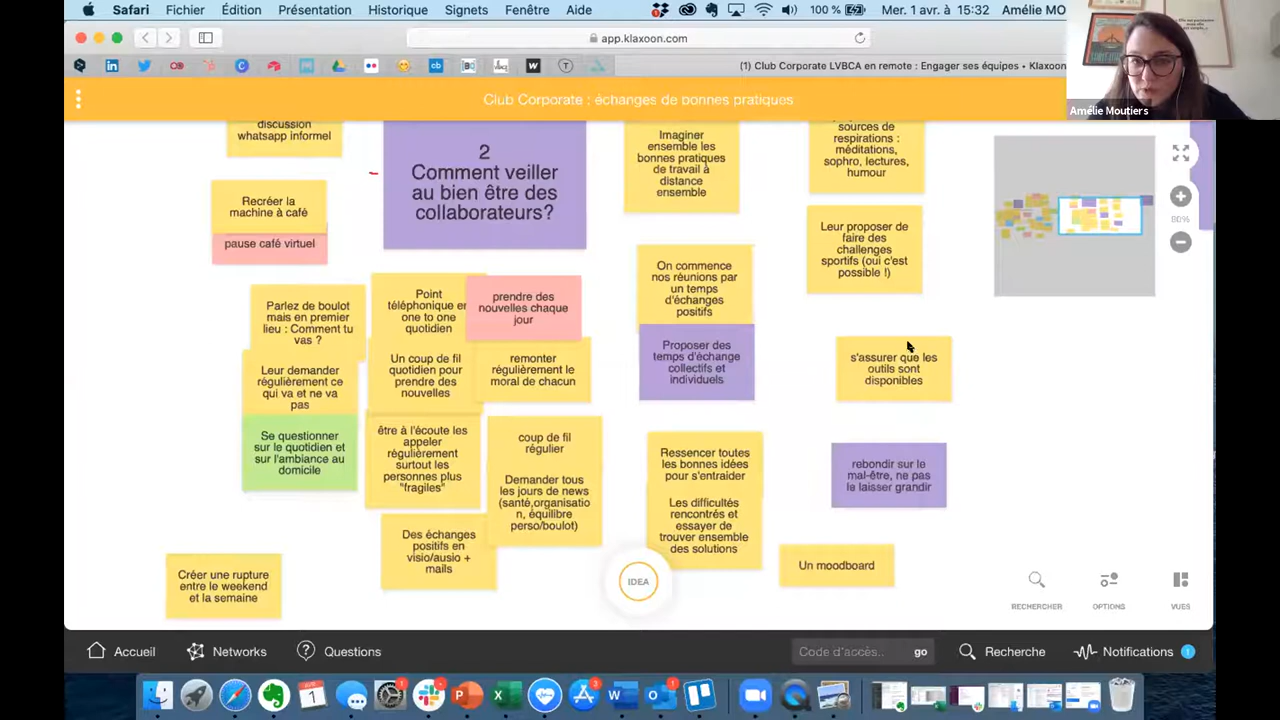 Safari Fichier Édition Présentation Historique Signets Fenêtre Aide
100 % Mer. 1 avr. à 15:32 Amélie MO
app.klaxoon.com
(1) Club Corporate LVBCA en remote : Engager ses équipes • Klaxoo
Amélie Moutiers
Club Corporate : échanges de bonnes pratiques
discussion
whatsapp informel
Recréer la
machine à café
pause café virtuel
2
Comment veiller
au bien être des
collaborateurs?
Imaginer
ensemble les
bonnes pratiques
de travail à
distance
ensemble
sources de
respirations :
méditations,
sophro, lectures,
humour
Leur proposer de
faire des
challenges
sportifs (oui c'est
possible !)
80%
Parlez de boulot
mais en premier
lieu : Comment tu
vas ?
Point
téléphonique en
one to one
quotidien
prendre des
nouvelles chaque
jour
On commence
nos réunions par
un temps
d'échanges
positifs
Leur demander
régulièrement ce
qui va et ne va
pas
Un coup de fil
quotidien pour
prendre des
nouvelles
remonter
régulièrement le
moral de chacun
Proposer des
temps d'échange
collectifs et
individuels
s'assurer que les
outils sont
disponibles
Se questionner
sur le quotidien et
sur l'ambiance au
domicile
être à l'écoute les
appeler
régulièrement
surtout les
personnes plus
"fragiles"
coup de fil
régulier
Demander tous
les jours de news
(santé,organisatio
n, équilibre
perso/boulot)
Ressencer toutes
les bonnes idées
pour s'entraider
Les difficultés
rencontrés et
essayer de
trouver ensemble
des solutions
rebondir sur le
mal-être, ne pas
le laisser grandir
Des échanges
positifs en
visio/ausio +
mails
Un moodboard
Créer une rupture
entre le weekend
et la semaine
IDEA
RECHERCHER OPTIONS VUES
Accueil Networks Questions Code d'accès.. go Recherche Notifications 1